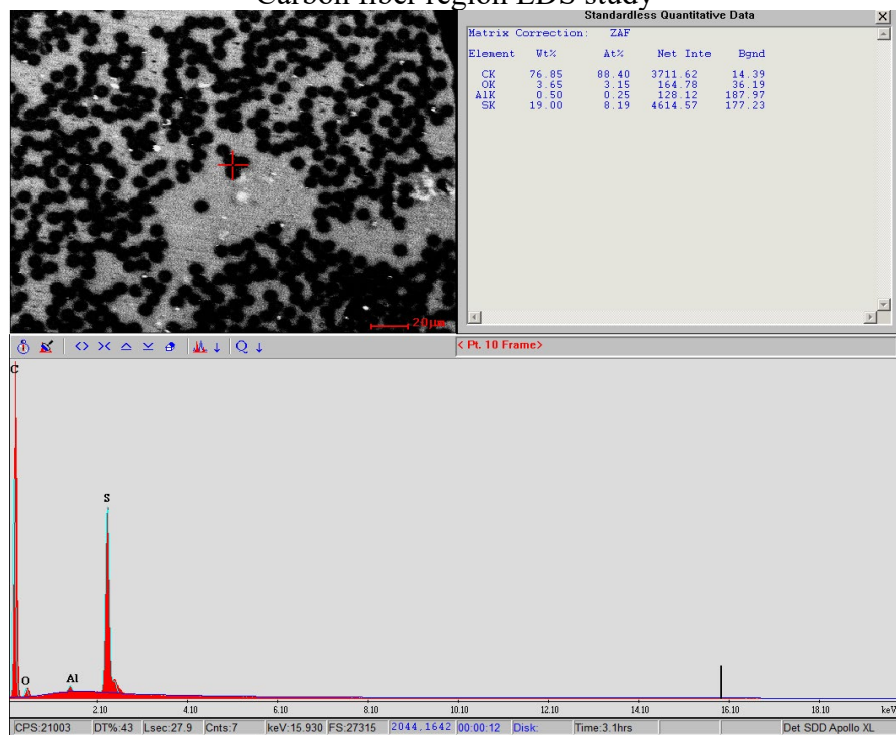 Carbon fiber region EDS study
Standardless Quantitative Data
Matrix Correction: ZAF
Element Wt% At% Net Inte Bgnd
CK 76.85 88.40 3711.62 14.39
OK 3.65 3.15 164.78 36.19
AlK 0.50 0.25 128.12 187.97
SK 19.00 8.19 4614.57 177.23
20µm
< Pt. 10 Frame>
C
S
O
Al
2.10 4.10 6.10 8.10 10.10 12.10 14.10 16.10 18.10 keV
CPS:21003 DT%:43 Lsec:27.9 Cnts:7 keV:15.930 FS:27315 2044,1642 00:00:12 Disk: Time:3.1hrs Det SDD Apollo XL